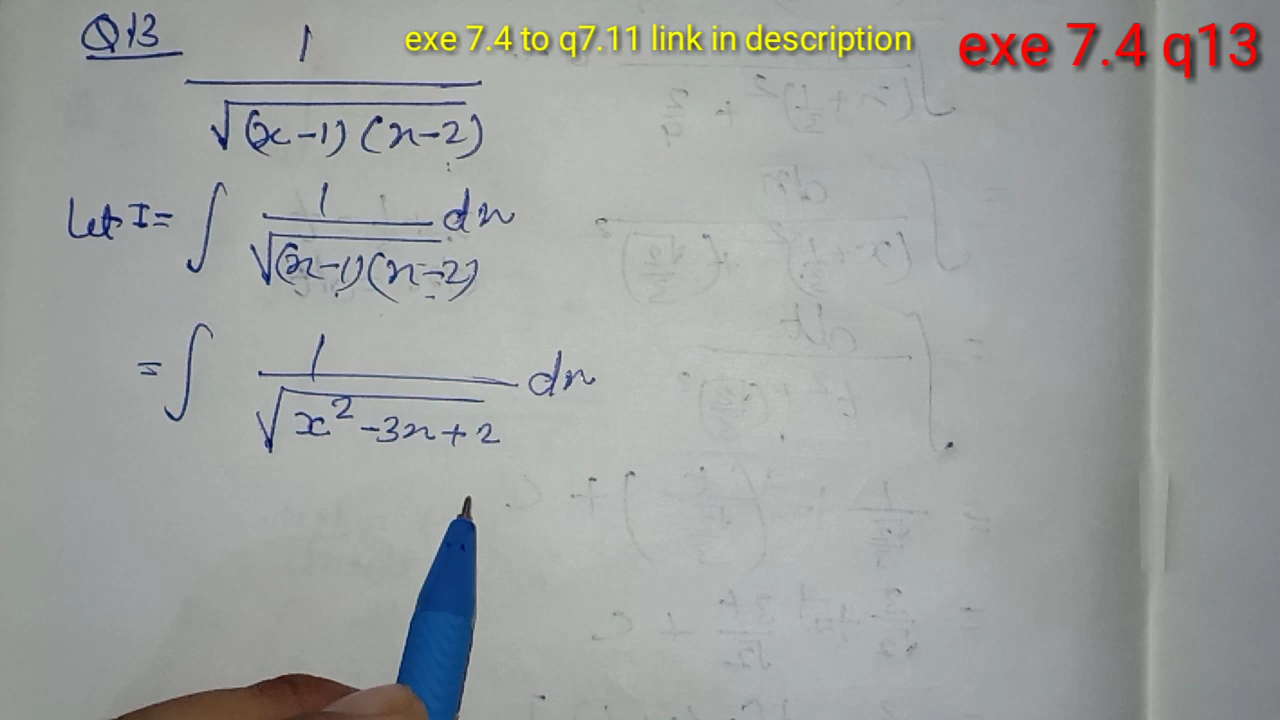 exe 7.4 to q7.11 link in description
exe 7.4 q13
Q13
1
√(x-1)(x-2)
Let I = ∫ 1/√(x-1)(x-2) dx
= ∫ 1/√x²-3x+2 dx